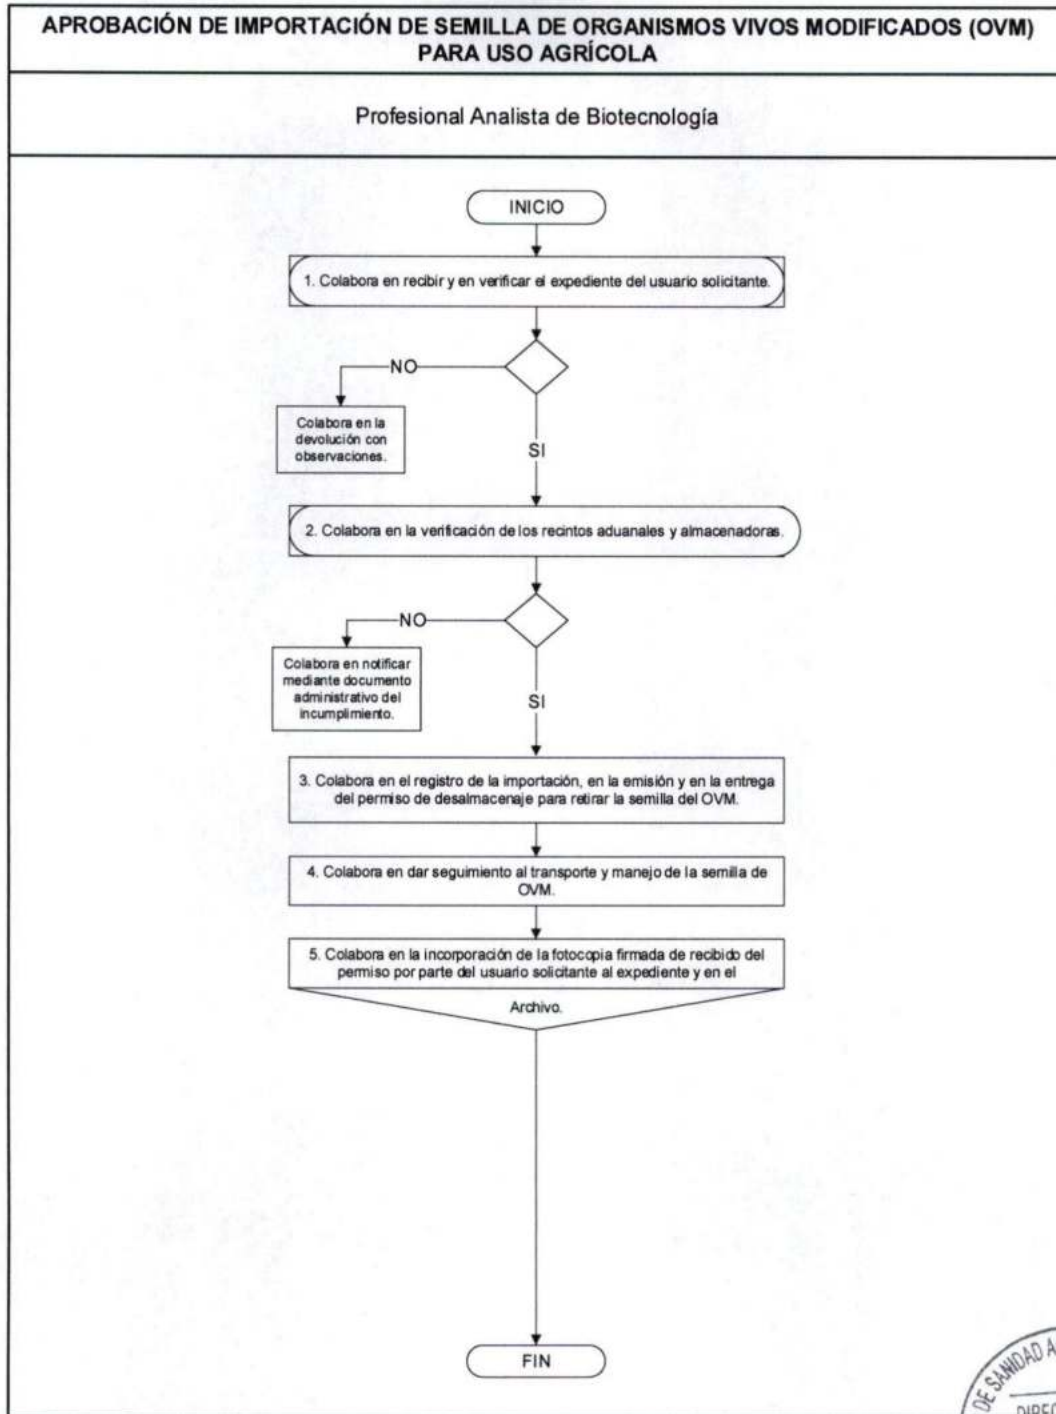 APROBACIÓN DE IMPORTACIÓN DE SEMILLA DE ORGANISMOS VIVOS MODIFICADOS (OVM)
PARA USO AGRÍCOLA
Profesional Analista de Biotecnología
INICIO
1. Colabora en recibir y en verificar el expediente del usuario solicitante.
NO
Colabora en la
devolución con
observaciones.
SI
2. Colabora en la verificación de los recintos aduanales y almacenadoras.
NO
Colabora en notificar
mediante documento
administrativo del
incumplimiento.
SI
3. Colabora en el registro de la importación, en la emisión y en la entrega
del permiso de desalmacenaje para retirar la semilla del OVM.
4. Colabora en dar seguimiento al transporte y manejo de la semilla de
OVM.
5. Colabora en la incorporación de la fotocopia firmada de recibido del
permiso por parte del usuario solicitante al expediente y en el
Archivo.
FIN
DE SANIDAD A